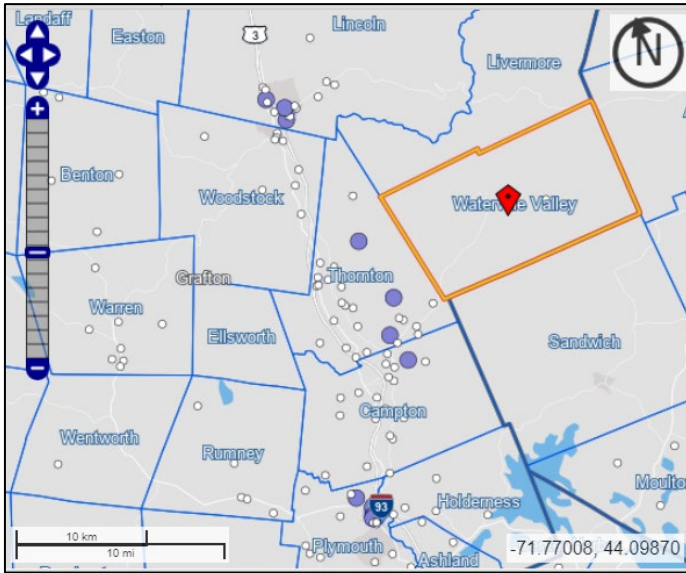 Landaff
Easton
3
Lincoln
Livermore
N
Benton
Woodstock
Waterville Valley
Grafton
Thornton
Warren
Ellsworth
Sandwich
Campton
Wentworth
Rumney
93
Holderness
Moulton
10 km
10 mi
Plymouth
Ashland
-71.77008, 44.09870